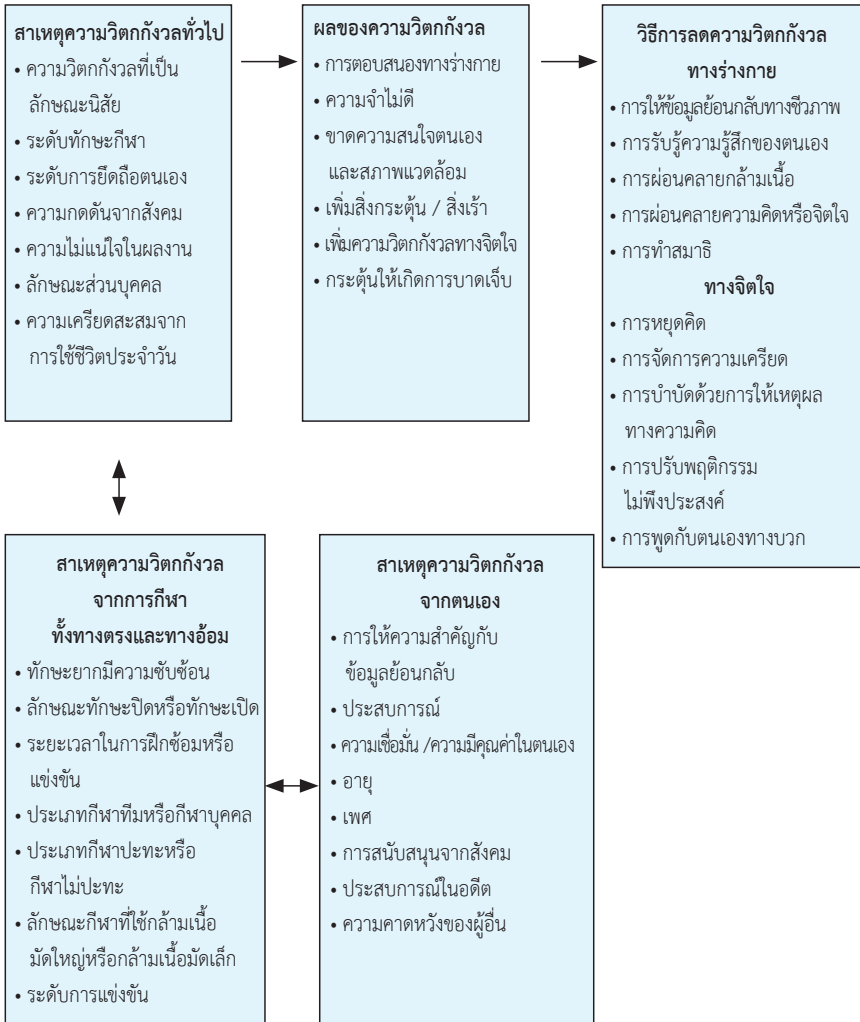 สาเหตุความวิตกกังวลทั่วไป
• ความวิตกกังวลที่เป็น
ลักษณะนิสัย
• ระดับทักษะกีฬา
• ระดับการยึดถือตนเอง
• ความกดดันจากสังคม
• ความไม่แน่ใจในผลงาน
• ลักษณะส่วนบุคคล
• ความเครียดสะสมจาก
การใช้ชีวิตประจำวัน
ผลของความวิตกกังวล
• การตอบสนองทางร่างกาย
• ความจำไม่ดี
• ขาดความสนใจตนเอง
และสภาพแวดล้อม
• เพิ่มสิ่งกระตุ้น / สิ่งเร้า
• เพิ่มความวิตกกังวลทางจิตใจ
• กระตุ้นให้เกิดการบาดเจ็บ
วิธีการลดความวิตกกังวล
ทางร่างกาย
• การให้ข้อมูลย้อนกลับทางชีวภาพ
• การรับรู้ความรู้สึกของตนเอง
• การผ่อนคลายกล้ามเนื้อ
• การผ่อนคลายความคิดหรือจิตใจ
• การทำสมาธิ
ทางจิตใจ
• การหยุดคิด
• การจัดการความเครียด
• การบำบัดด้วยการให้เหตุผล
ทางความคิด
• การปรับพฤติกรรม
ไม่พึงประสงค์
• การพูดกับตนเองทางบวก
สาเหตุความวิตกกังวล
จากการกีฬา
ทั้งทางตรงและทางอ้อม
• ทักษะยากมีความซับซ้อน
• ลักษณะทักษะปิดหรือทักษะเปิด
• ระยะเวลาในการฝึกซ้อมหรือ
แข่งขัน
• ประเภทกีฬาทีมหรือกีฬาบุคคล
• ประเภทกีฬาปะทะหรือ
กีฬาไม่ปะทะ
• ลักษณะกีฬาที่ใช้กล้ามเนื้อ
มัดใหญ่หรือกล้ามเนื้อมัดเล็ก
• ระดับการแข่งขัน
สาเหตุความวิตกกังวล
จากตนเอง
• การให้ความสำคัญกับ
ข้อมูลย้อนกลับ
• ประสบการณ์
• ความเชื่อมั่น /ความมีคุณค่าในตนเอง
• อายุ
• เพศ
• การสนับสนุนจากสังคม
• ประสบการณ์ในอดีต
• ความคาดหวังของผู้อื่น